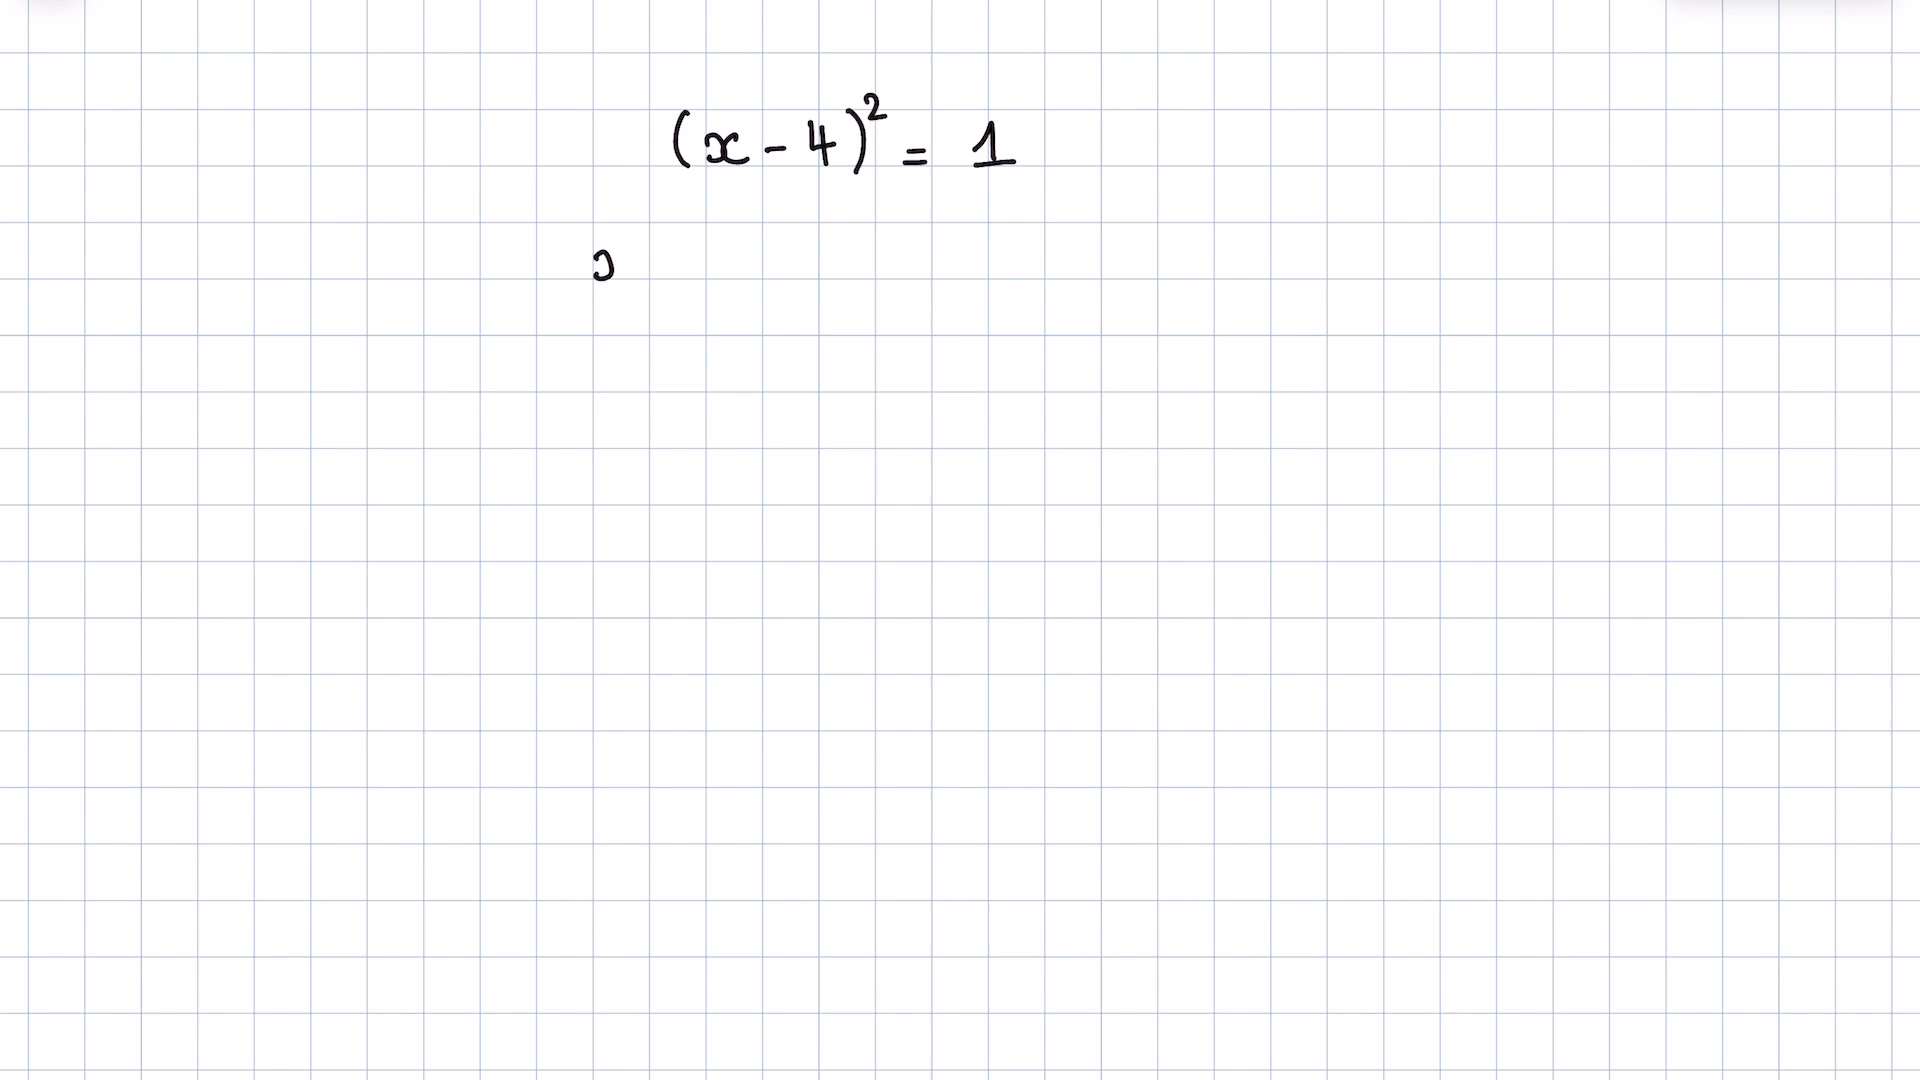 (x - 4)² = 1